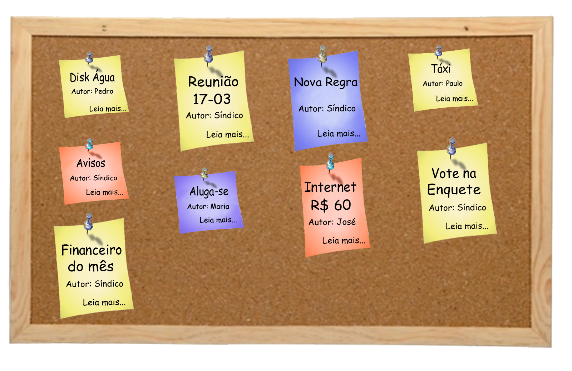 Disk Água
Autor: Pedro
Leia mais...
Reunião
17-03
Autor: Síndico
Leia mais...
Nova Regra
Autor: Síndico
Leia mais...
Táxi
Autor: Paulo
Leia mais...
Avisos
Autor: Síndico
Leia mais...
Aluga-se
Autor: Maria
Leia mais...
Internet
R$ 60
Autor: José
Leia mais...
Vote na
Enquete
Autor: Síndico
Leia mais...
Financeiro
do mês
Autor: Síndico
Leia mais...